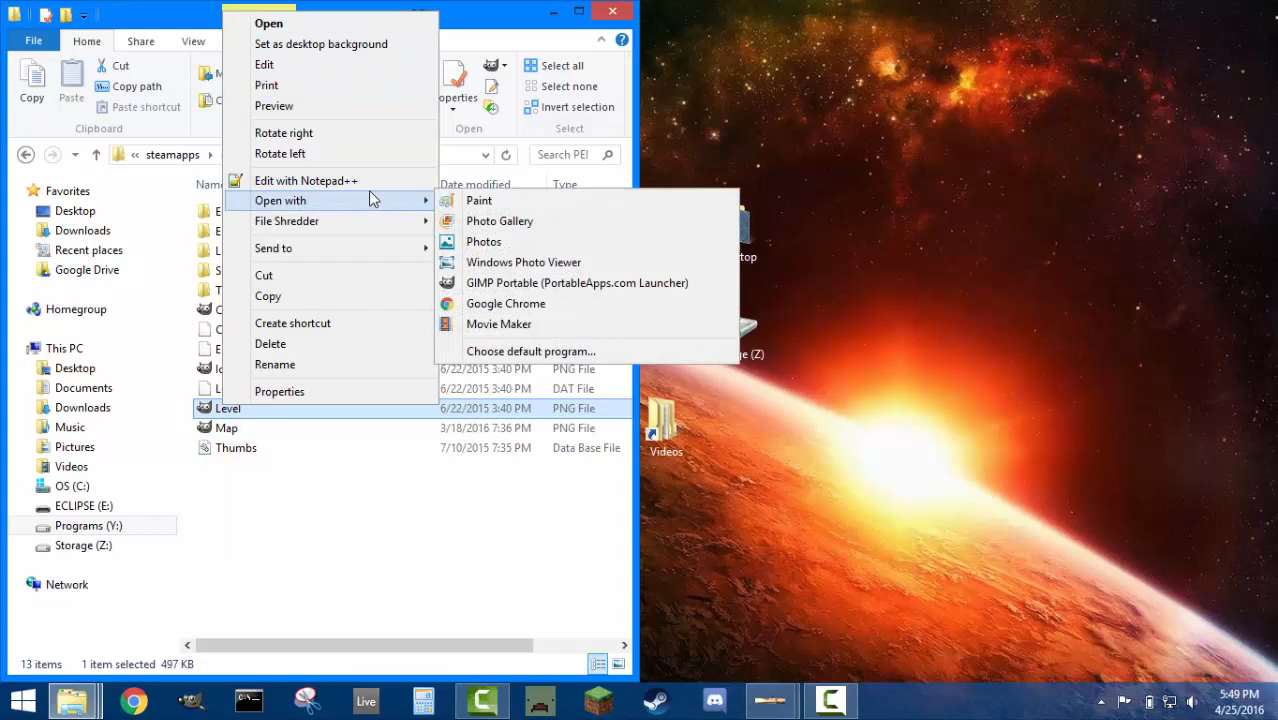 File Home Share View
Copy
Paste
Cut
Copy path
Paste shortcut
Clipboard
Open
Select all
Select none
Invert selection
Select
steamapps
Search PEI
Favorites
Desktop
Downloads
Recent places
Google Drive
Homegroup
This PC
Desktop
Documents
Downloads
Music
Pictures
Videos
OS (C:)
ECLIPSE (E:)
Programs (Y:)
Storage (Z:)
Network
Date modified Type
6/22/2015 3:40 PM PNG File
6/22/2015 3:40 PM DAT File
Level 6/22/2015 3:40 PM PNG File
Map 3/18/2016 7:36 PM PNG File
Thumbs 7/10/2015 7:35 PM Data Base File
13 items 1 item selected 497 KB
Open
Set as desktop background
Edit
Print
Preview
Rotate right
Rotate left
Edit with Notepad++
Open with
File Shredder
Send to
Cut
Copy
Create shortcut
Delete
Rename
Properties
Paint
Photo Gallery
Photos
Windows Photo Viewer
GIMP Portable (PortableApps.com Launcher)
Google Chrome
Movie Maker
Choose default program...
Videos
Live
5:49 PM
4/25/2016